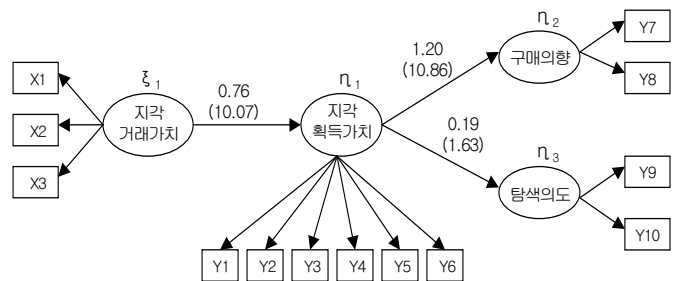 X1
X2
X3
ξ1
지각
거래가치
0.76
(10.07)
η1
지각
획득가치
1.20
(10.86)
0.19
(1.63)
η2
구매의향
η3
탐색의도
Y7
Y8
Y9
Y10
Y1 Y2 Y3 Y4 Y5 Y6